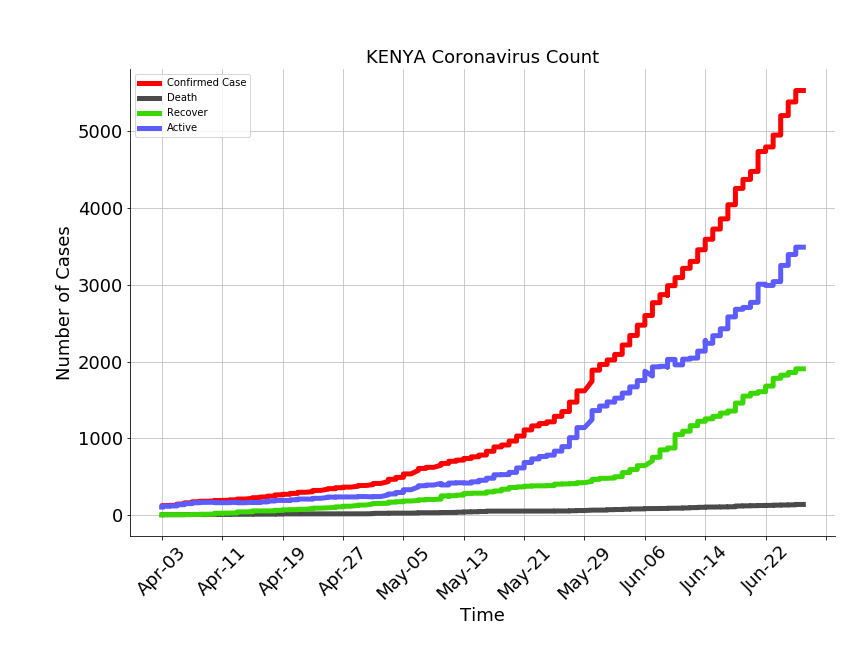 KENYA Coronavirus Count
Confirmed Case
Death
Recover
Active
Number of Cases
5000
4000
3000
2000
1000
0
Apr-03
Apr-11
Apr-19
Apr-27
May-05
May-13
May-21
May-29
Jun-06
Jun-14
Jun-22
Time